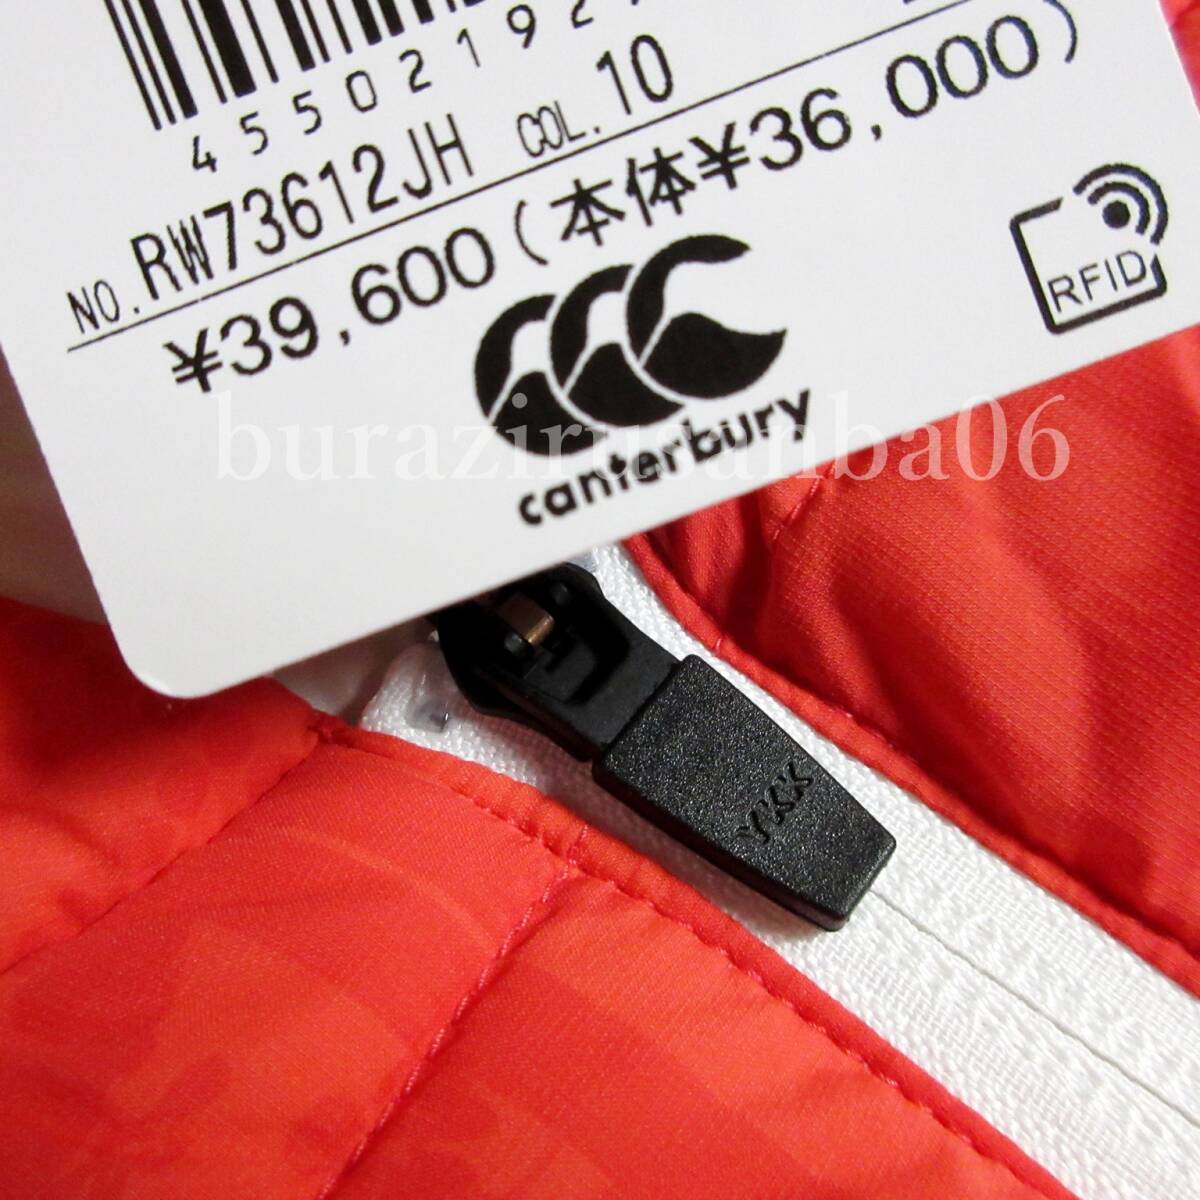 4550219
NO. RW73612JH COL. 10
¥39,600(本体¥36,000)
RFID
canterbury
burazirusanba06
YKK